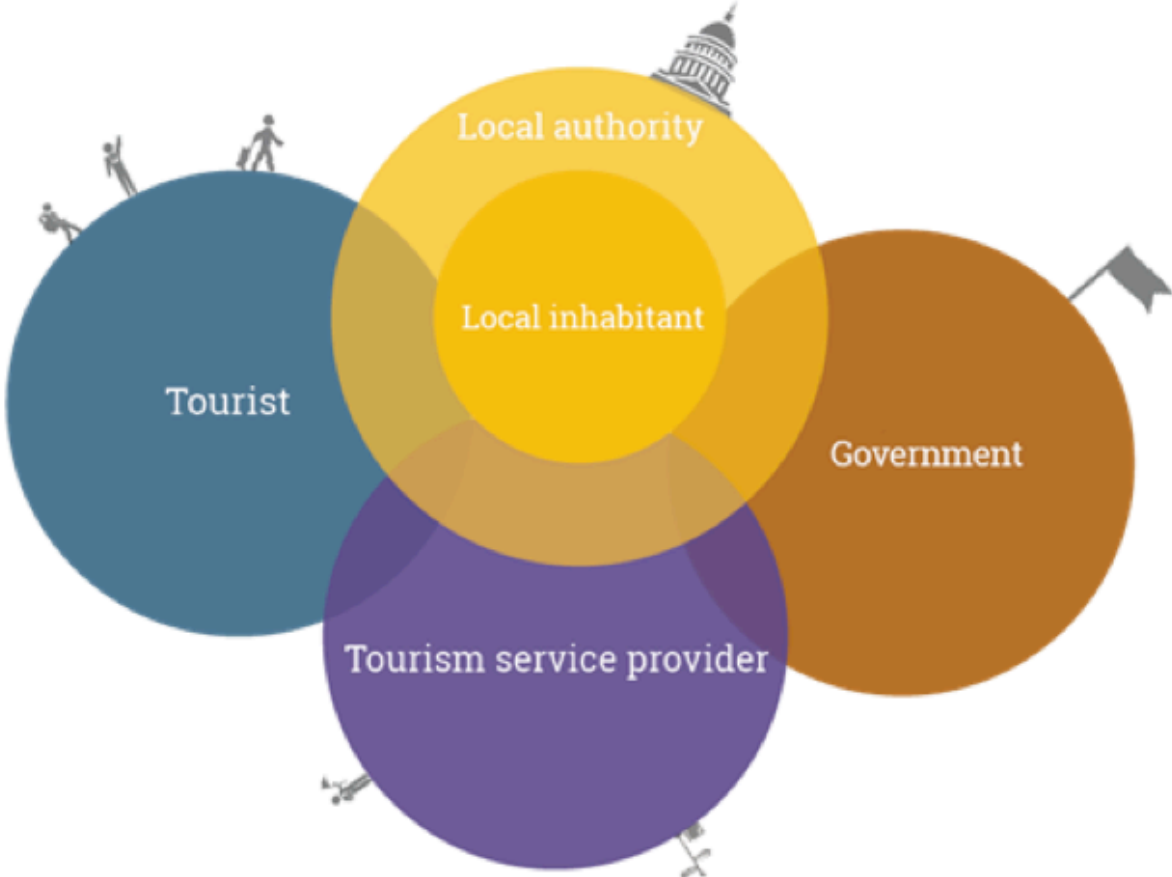 Local authority
Local inhabitant
Tourist
Government
Tourism service provider